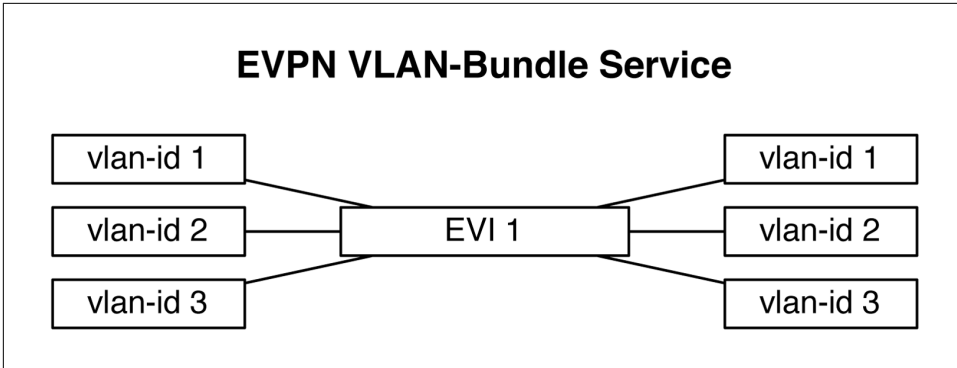 EVPN VLAN-Bundle Service
vlan-id 1
vlan-id 1
vlan-id 2
EVI 1
vlan-id 2
vlan-id 3
vlan-id 3